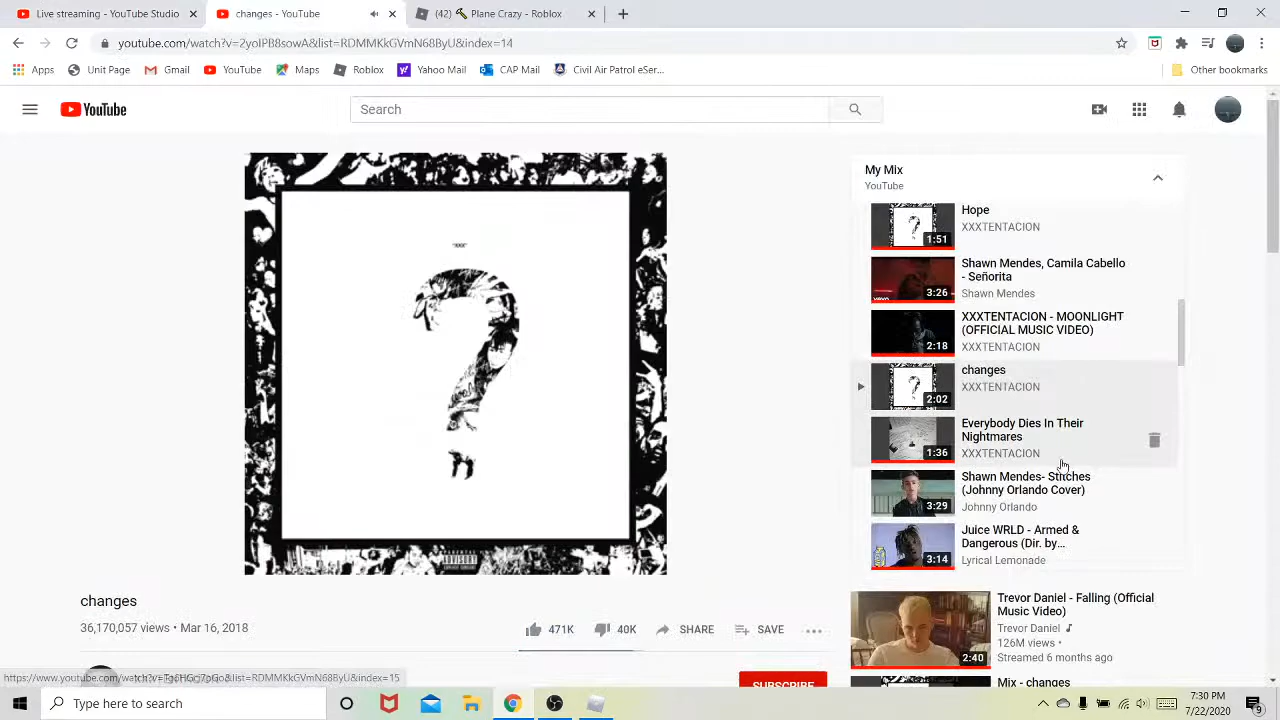 Live streaming - YouTube Studio
changes - YouTube
(42) 🔨 Plane Crazy - Roblox
youtube.com/watch?v=2yoIPB8sowA&list=RDMMKkGVmN68ByU&index=14
Apps
Unit Page
Gmail
YouTube
Maps
Roblox
Yahoo Mail
CAP Mail
Civil Air Patrol eSer...
Other bookmarks
YouTube
Search
My Mix
YouTube
Hope
XXXTENTACION
1:51
Shawn Mendes, Camila Cabello
- Señorita
Shawn Mendes
3:26
XXXTENTACION - MOONLIGHT
(OFFICIAL MUSIC VIDEO)
XXXTENTACION
2:18
changes
XXXTENTACION
2:02
Everybody Dies In Their
Nightmares
XXXTENTACION
1:36
Shawn Mendes- Stitches
(Johnny Orlando Cover)
Johnny Orlando
3:29
Juice WRLD - Armed &
Dangerous (Dir. by...
Lyrical Lemonade
3:14
?
ADVISORY
changes
36,170,057 views • Mar 16, 2018
471K
40K
SHARE
SAVE
SUBSCRIBE
Trevor Daniel - Falling (Official
Music Video)
Trevor Daniel
126M views •
Streamed 6 months ago
2:40
Mix - changes
Type here to search
7:30 PM
7/22/2020
9